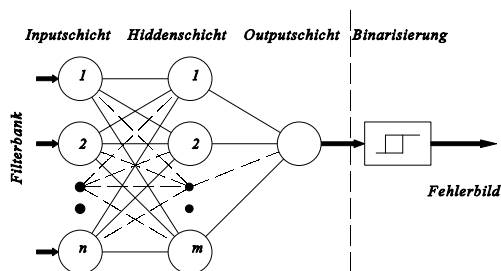 Inputschicht Hiddenschicht Outputschicht Binarisierung
Filterbank
1 1
2 2
n m
Fehlerbild